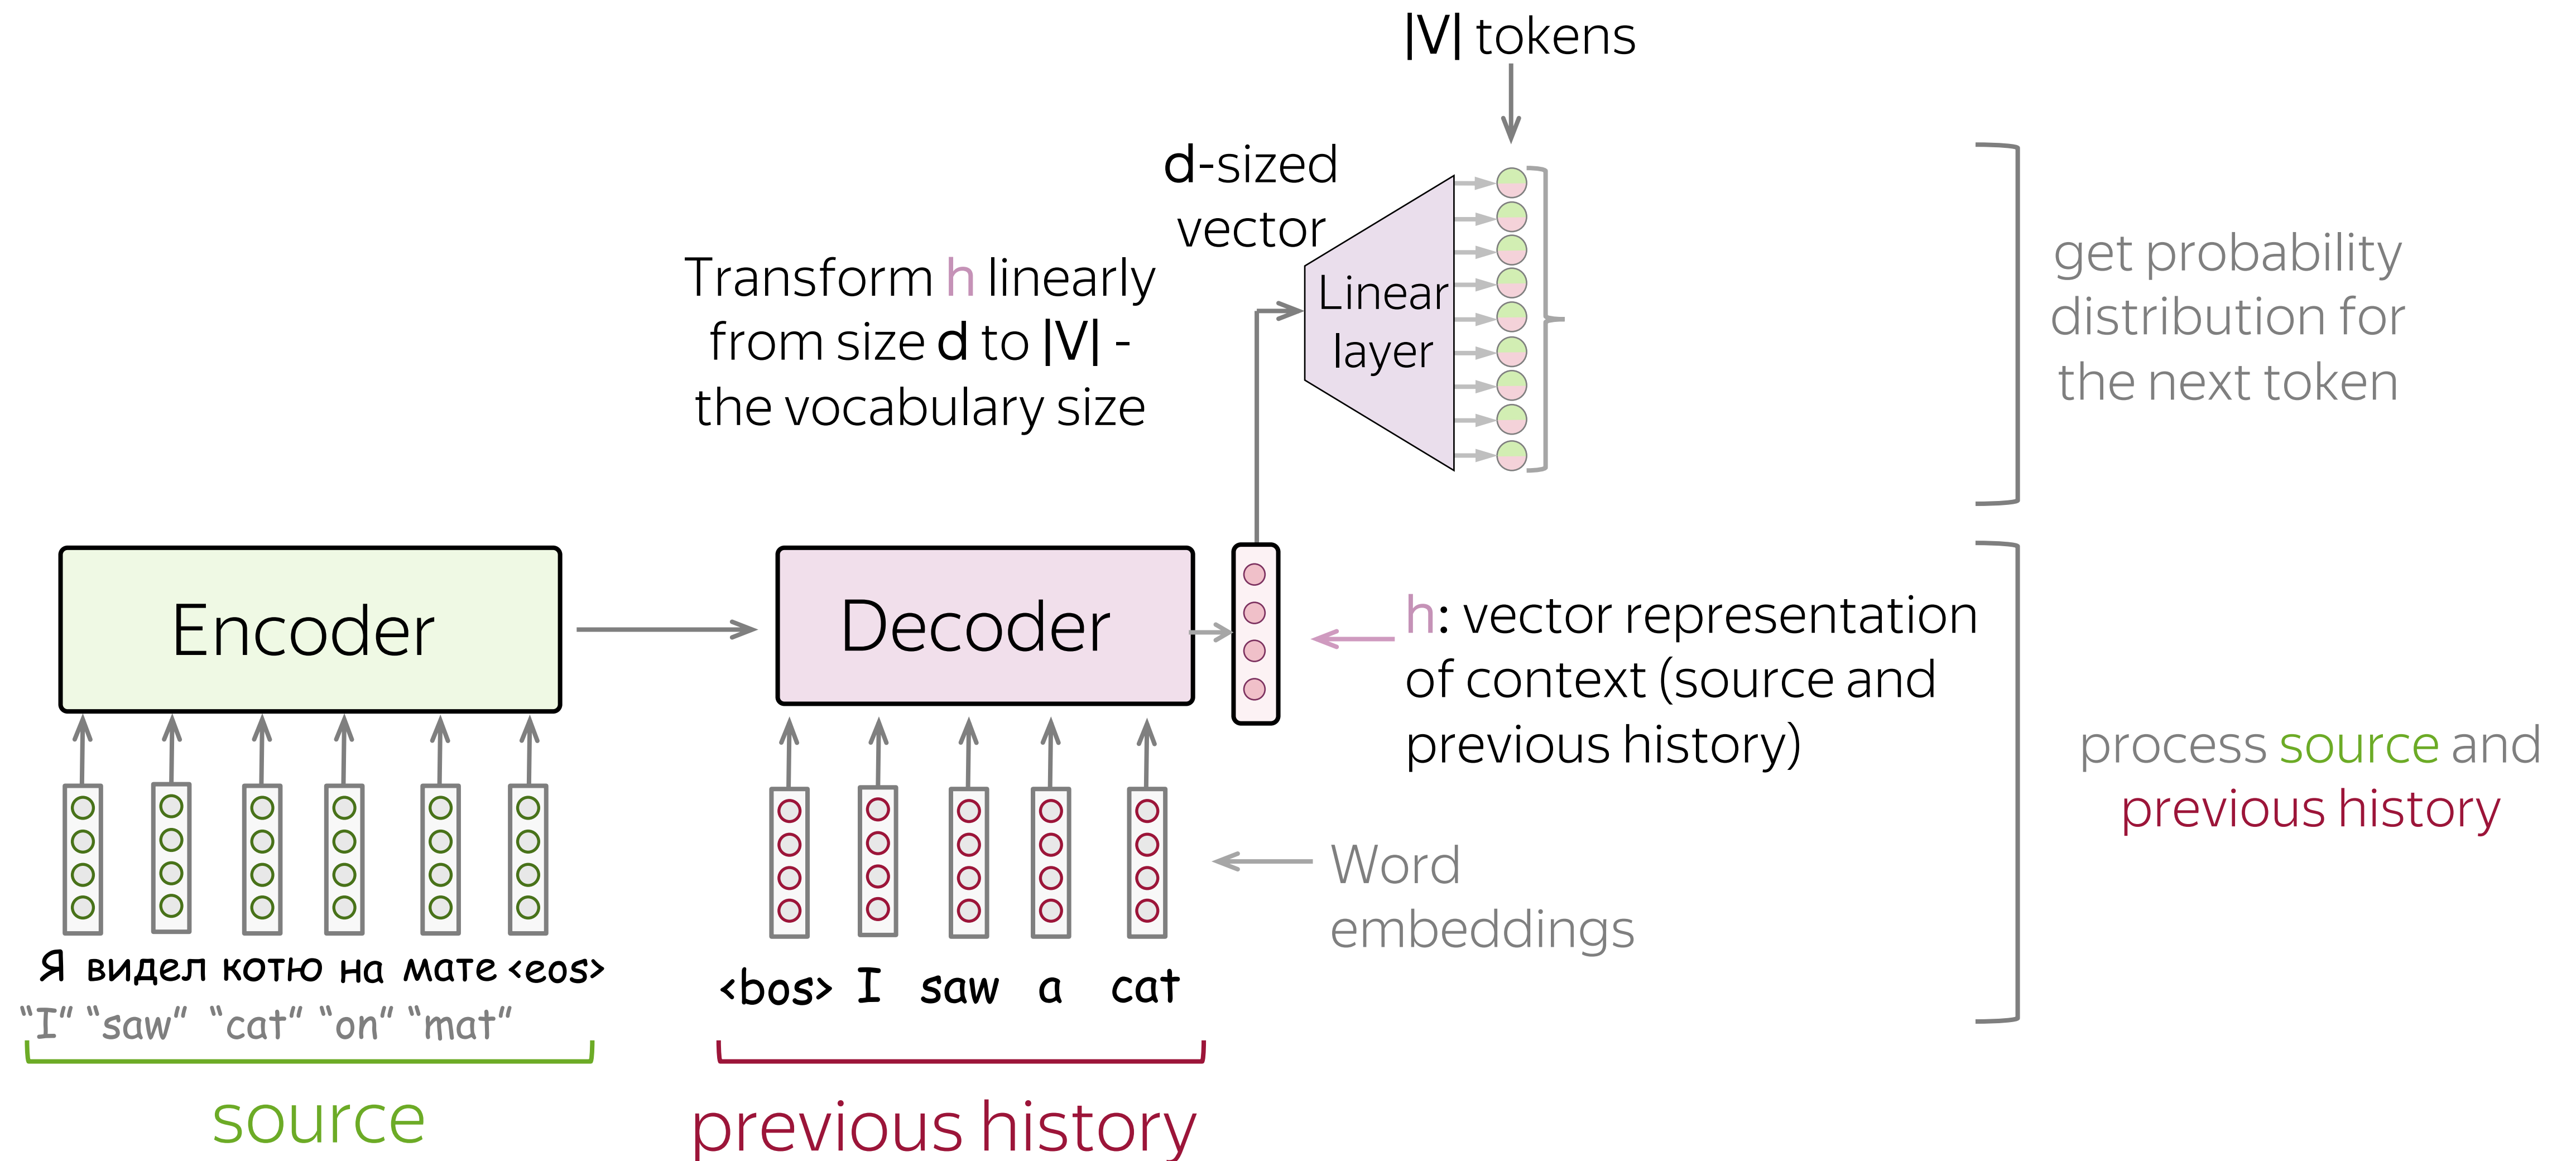 |V| tokens
d-sized
vector
Transform h linearly
from size d to |V| -
the vocabulary size
Linear
layer
get probability
distribution for
the next token
Encoder
Decoder
h: vector representation
of context (source and
previous history)
process source and
previous history
Word
embeddings
Я видел котю на мате <eos>
“I” “saw” “cat” “on” “mat”
<bos> I saw a cat
source
previous history